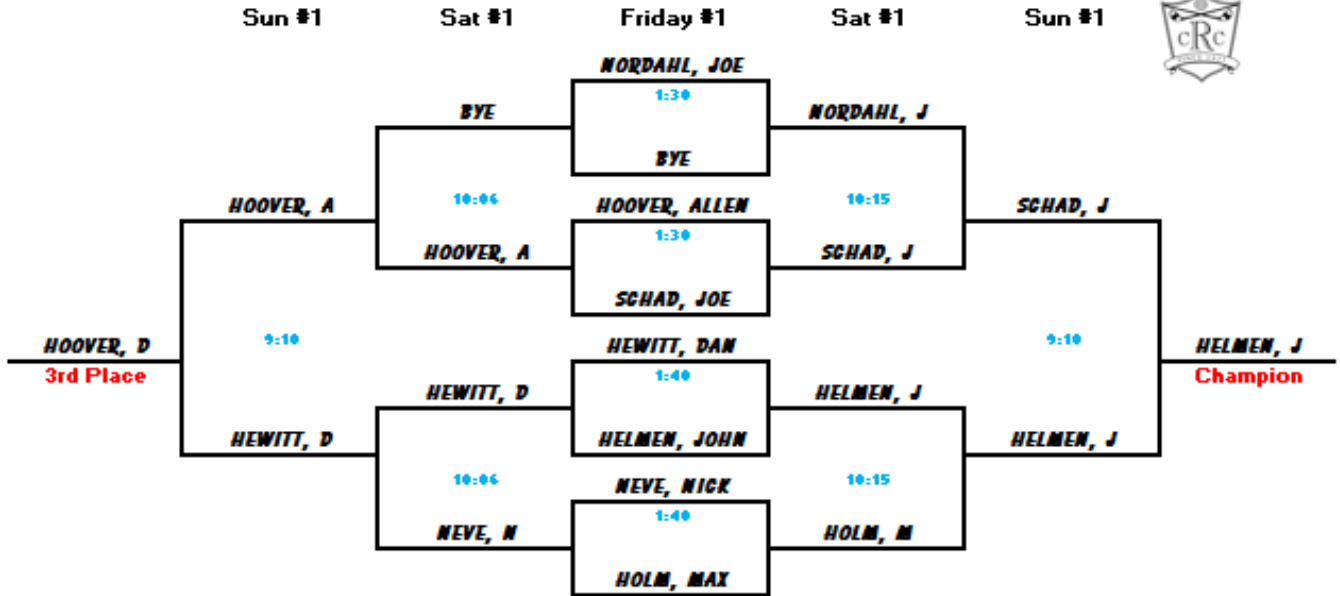 Sun #1 Sat #1 Friday #1 Sat #1 Sun #1
cRc
NORDAHL, JOE
1:30
BYE NORDAHL, J
BYE
HOOVER, A 10:06 HOOVER, ALLEN 10:15 SCHAD, J
1:30
HOOVER, A SCHAD, J
SCHAD, JOE
HOOVER, D 9:10 HEWITT, DAN 9:10 HELMEN, J
3rd Place 1:40 Champion
HEWITT, D HELMEN, J
HEWITT, D HELMEN, JOHN HELMEN, J
10:06 NEVE, NICK 10:15
1:40
NEVE, N HOLM, M
HOLM, MAX